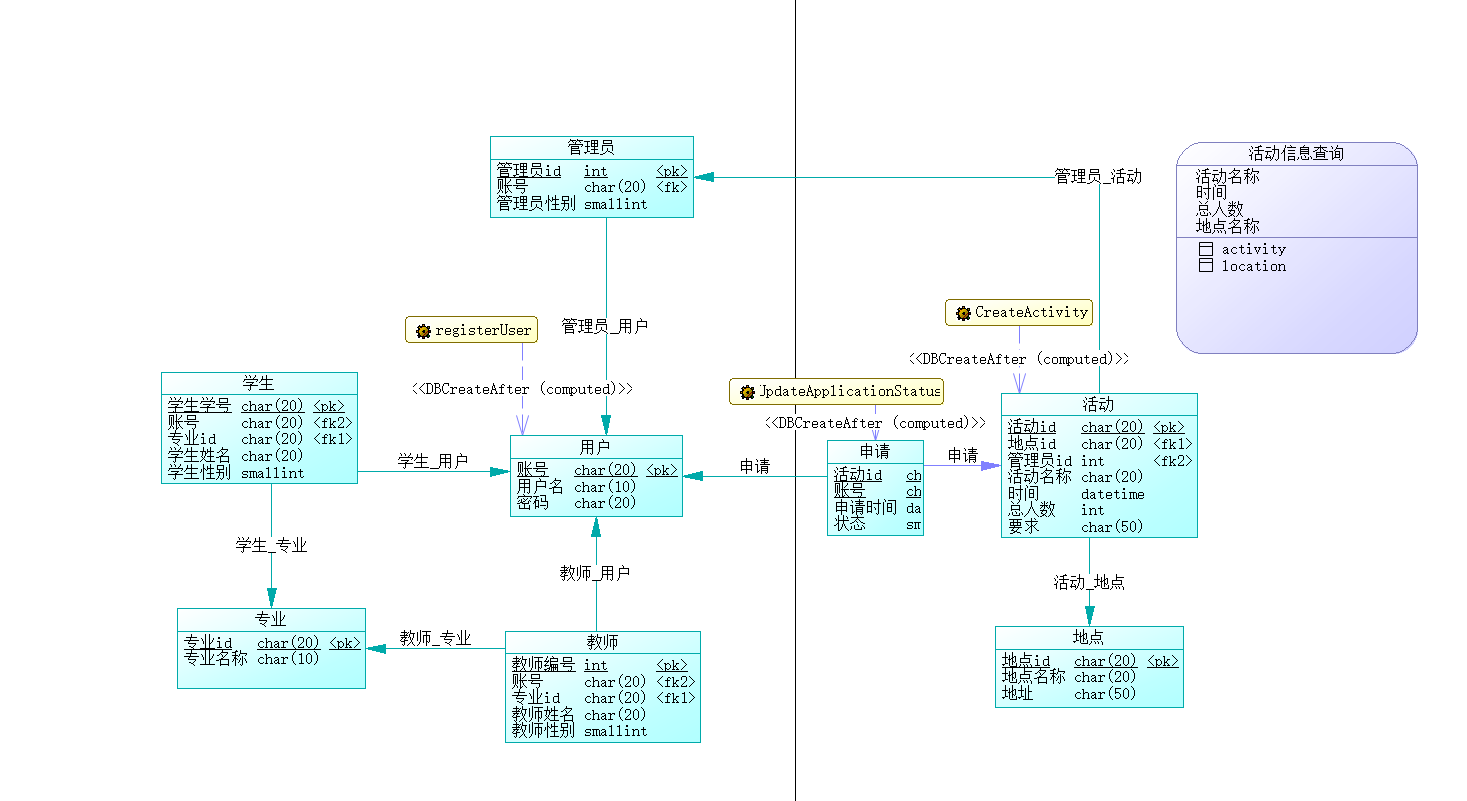 管理员
管理员id int <pk>
账号 char(20) <fk>
管理员性别 smallint
管理员_活动
活动信息查询
活动名称
时间
总人数
地点名称
activity
location
registerUser
管理员_用户
CreateActivity
<<DBCreateAfter (computed)>>
<<DBCreateAfter (computed)>>
UpdateApplicationStatus
<<DBCreateAfter (computed)>>
学生
学生学号 char(20) <pk>
账号 char(20) <fk2>
专业id char(20) <fk1>
学生姓名 char(20)
学生性别 smallint
学生_用户
用户
账号 char(20) <pk>
用户名 char(10)
密码 char(20)
申请
申请
活动id ch
账号 ch
申请时间 da
状态 sm
申请
活动
活动id char(20) <pk>
地点id char(20) <fk1>
管理员id int <fk2>
活动名称 char(20)
时间 datetime
总人数 int
要求 char(50)
学生_专业
教师_用户
活动_地点
专业
专业id char(20) <pk>
专业名称 char(10)
教师_专业
教师
教师编号 int <pk>
账号 char(20) <fk2>
专业id char(20) <fk1>
教师姓名 char(20)
教师性别 smallint
地点
地点id char(20) <pk>
地点名称 char(20)
地址 char(50)